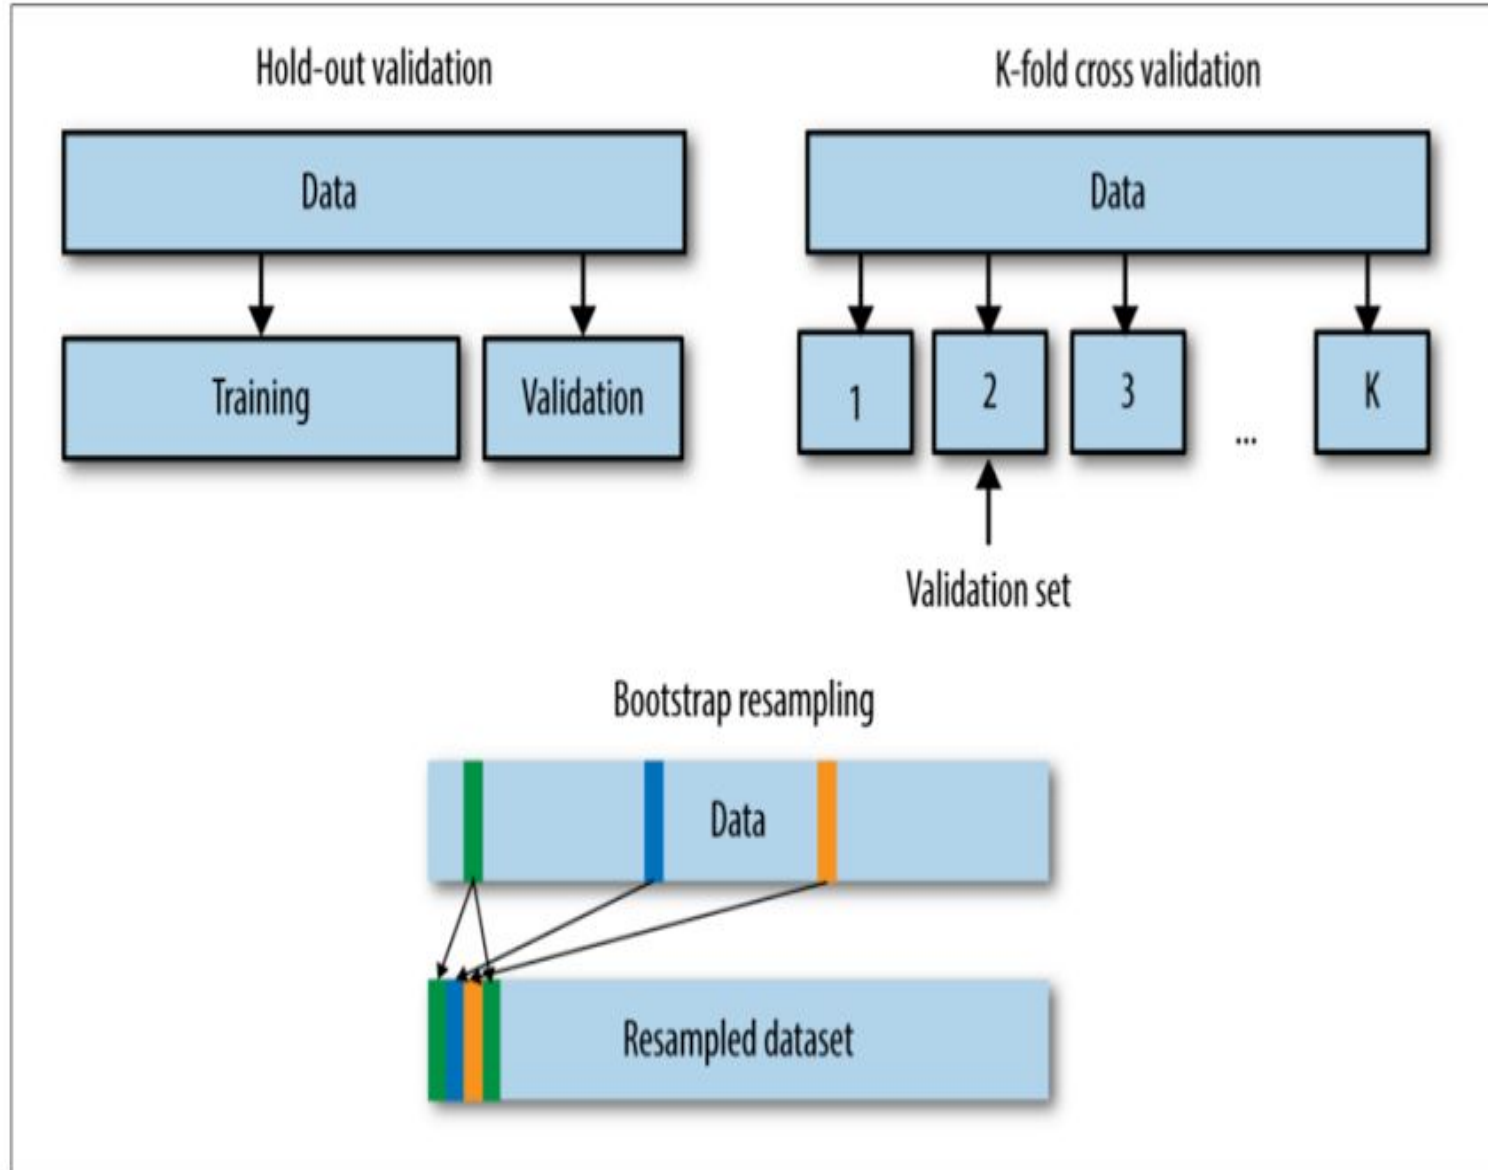 Hold-out validation
Data
Training
Validation
K-fold cross validation
Data
1
2
3
...
K
Validation set
Bootstrap resampling
Data
Resampled dataset